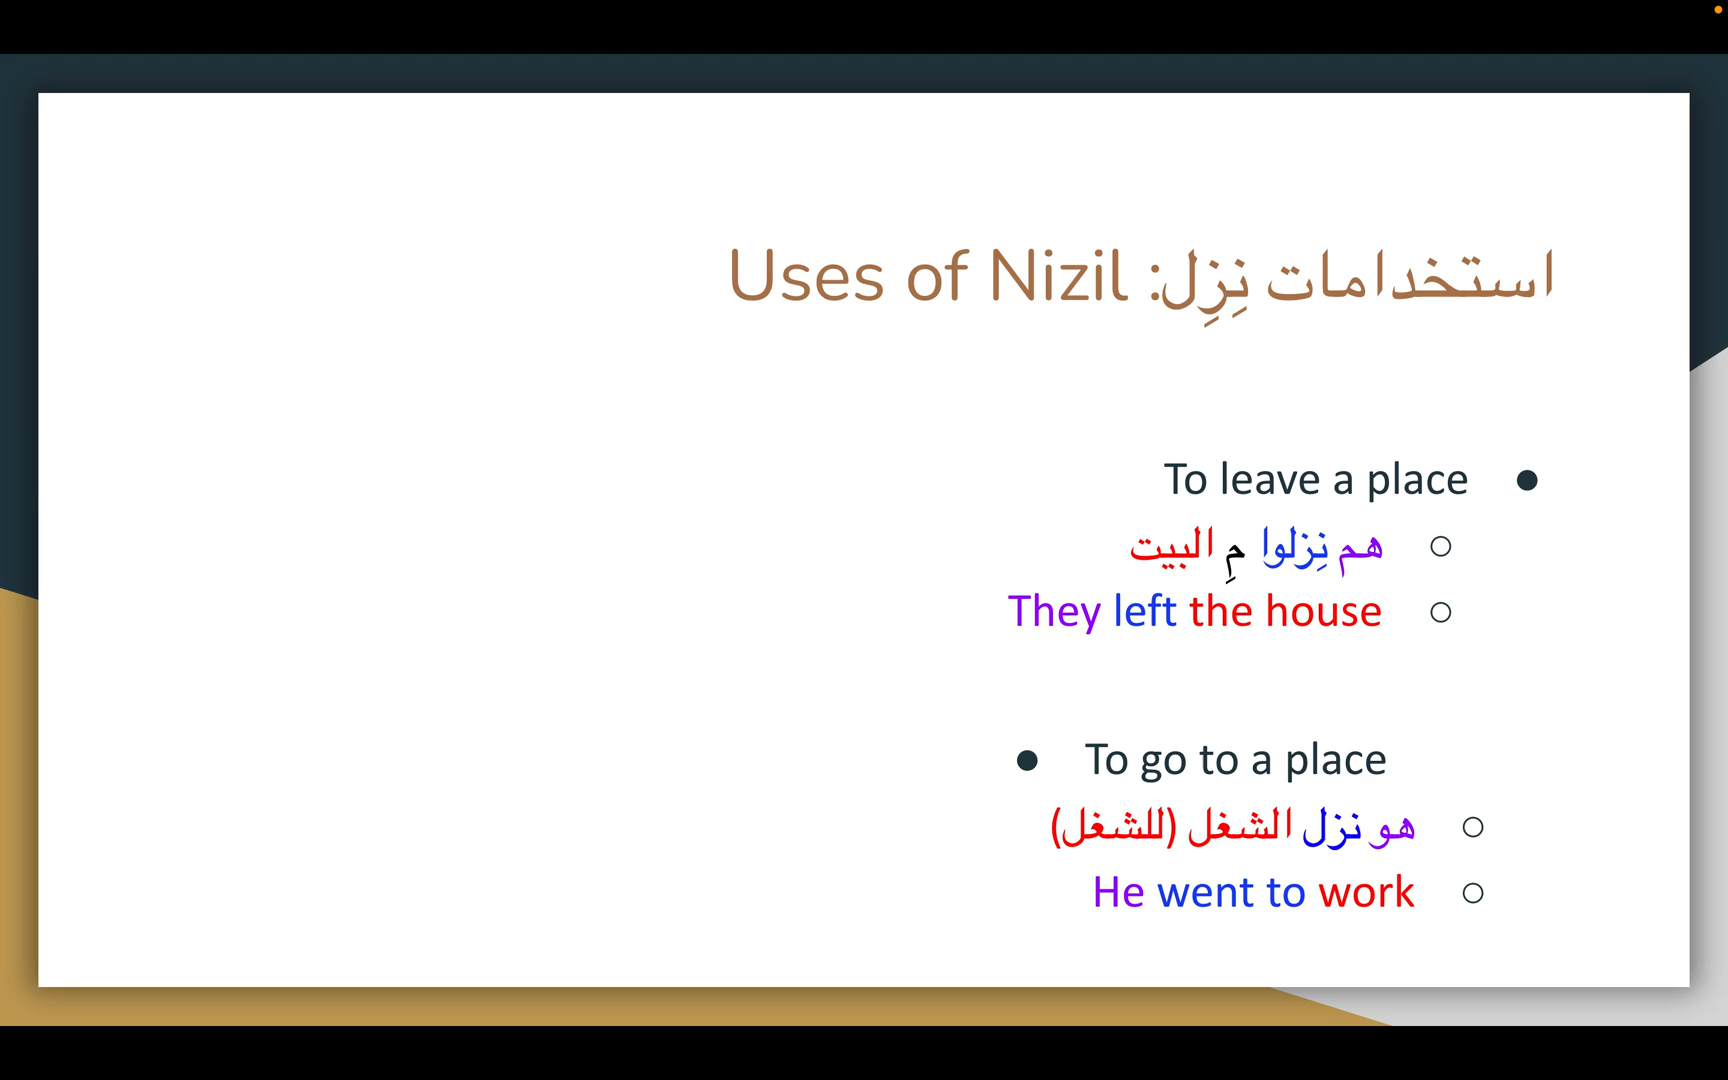 استخدامات نِزِل: Uses of Nizil
● To leave a place
○ هم نِزلوا مِ البيت
○ They left the house
● To go to a place
○ هو نزل الشغل (للشغل)
○ He went to work